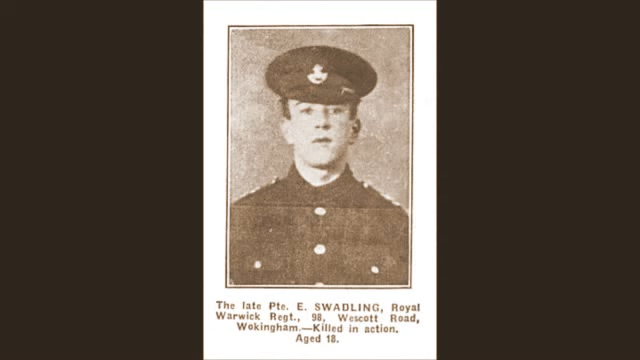 The late Pte. E. SWADLING, Royal
Warwick Regt., 98, Wescott Road,
Wokingham.—Killed in action.
Aged 18.